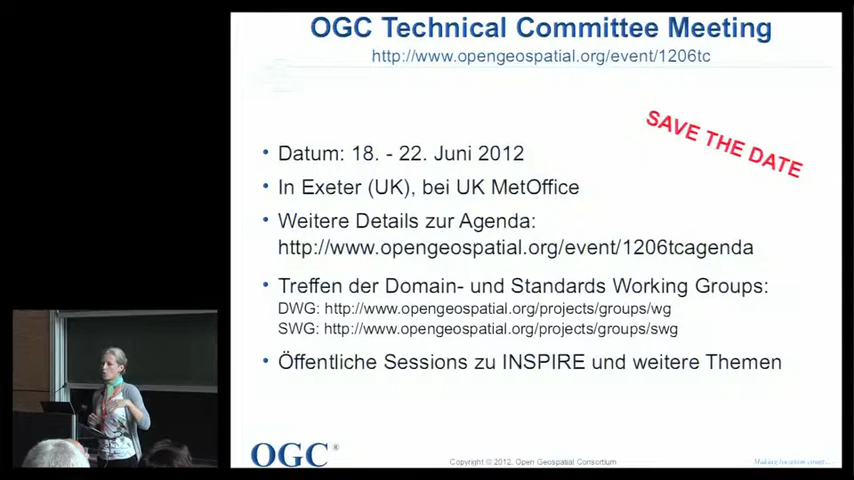 OGC Technical Committee Meeting
http://www.opengeospatial.org/event/1206tc
SAVE THE DATE
• Datum: 18. - 22. Juni 2012
• In Exeter (UK), bei UK MetOffice
• Weitere Details zur Agenda:
http://www.opengeospatial.org/event/1206tcagenda
• Treffen der Domain- und Standards Working Groups:
DWG: http://www.opengeospatial.org/projects/groups/wg
SWG: http://www.opengeospatial.org/projects/groups/swg
• Öffentliche Sessions zu INSPIRE und weitere Themen
OGC®
Copyright © 2012, Open Geospatial Consortium
Making location count...